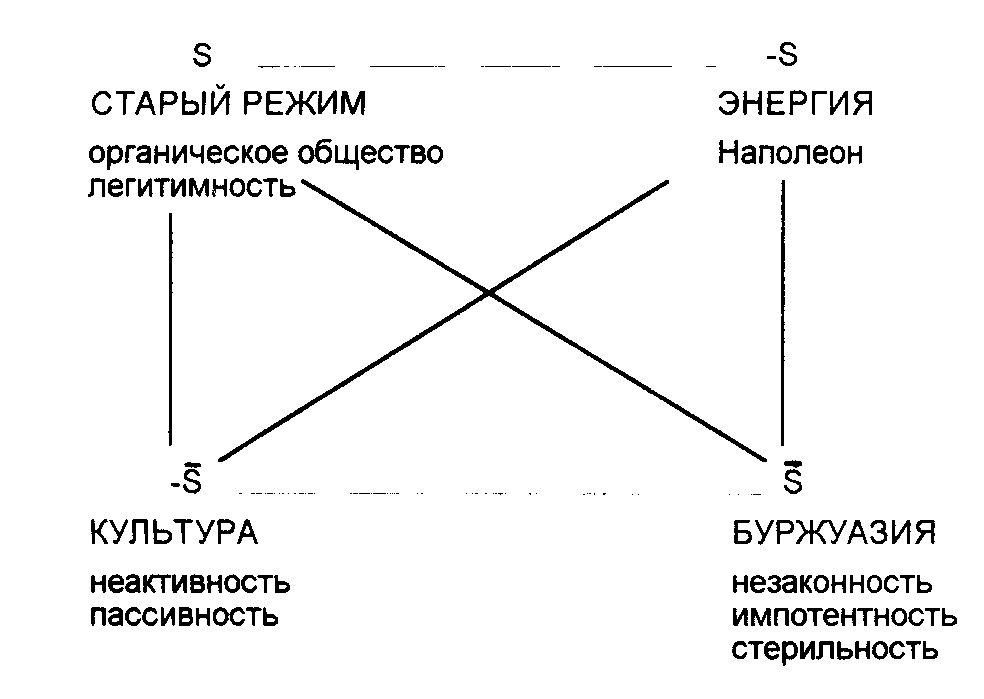 S -S
СТАРЫЙ РЕЖИМ ЭНЕРГИЯ
органическое общество Наполеон
легитимность
-S̄ S̄
КУЛЬТУРА БУРЖУАЗИЯ
неактивность незаконность
пассивность импотентность
стерильность